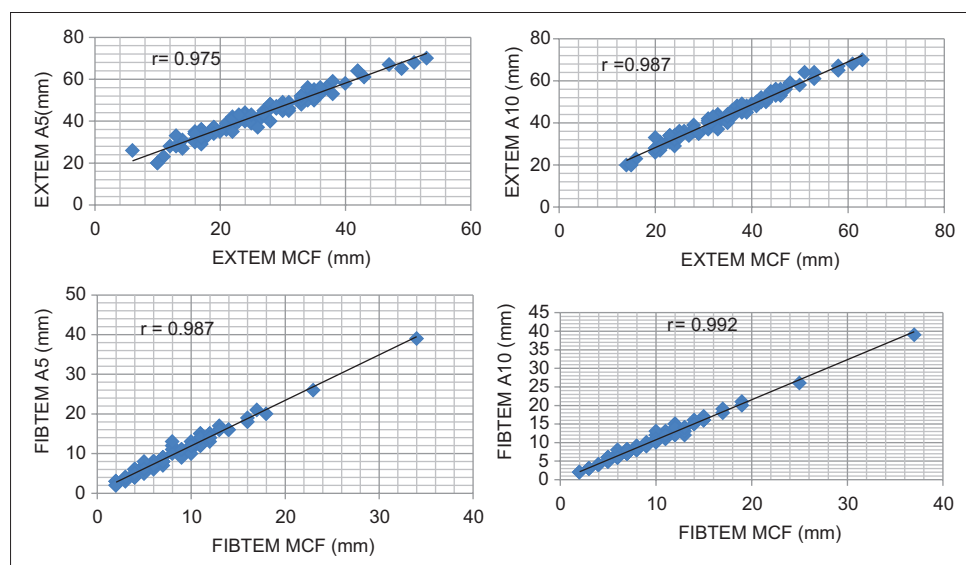 r= 0.975
EXTEM A5(mm)
80
60
40
20
0
0 20 40 60
EXTEM MCF (mm)
r =0.987
EXTEM A10 (mm)
80
60
40
20
0
0 20 40 60 80
EXTEM MCF (mm)
r = 0.987
FIBTEM A5 (mm)
50
40
30
20
10
0
0 10 20 30 40
FIBTEM MCF (mm)
r= 0.992
FIBTEM A10 (mm)
45
40
35
30
25
20
15
10
5
0
0 10 20 30 40
FIBTEM MCF (mm)